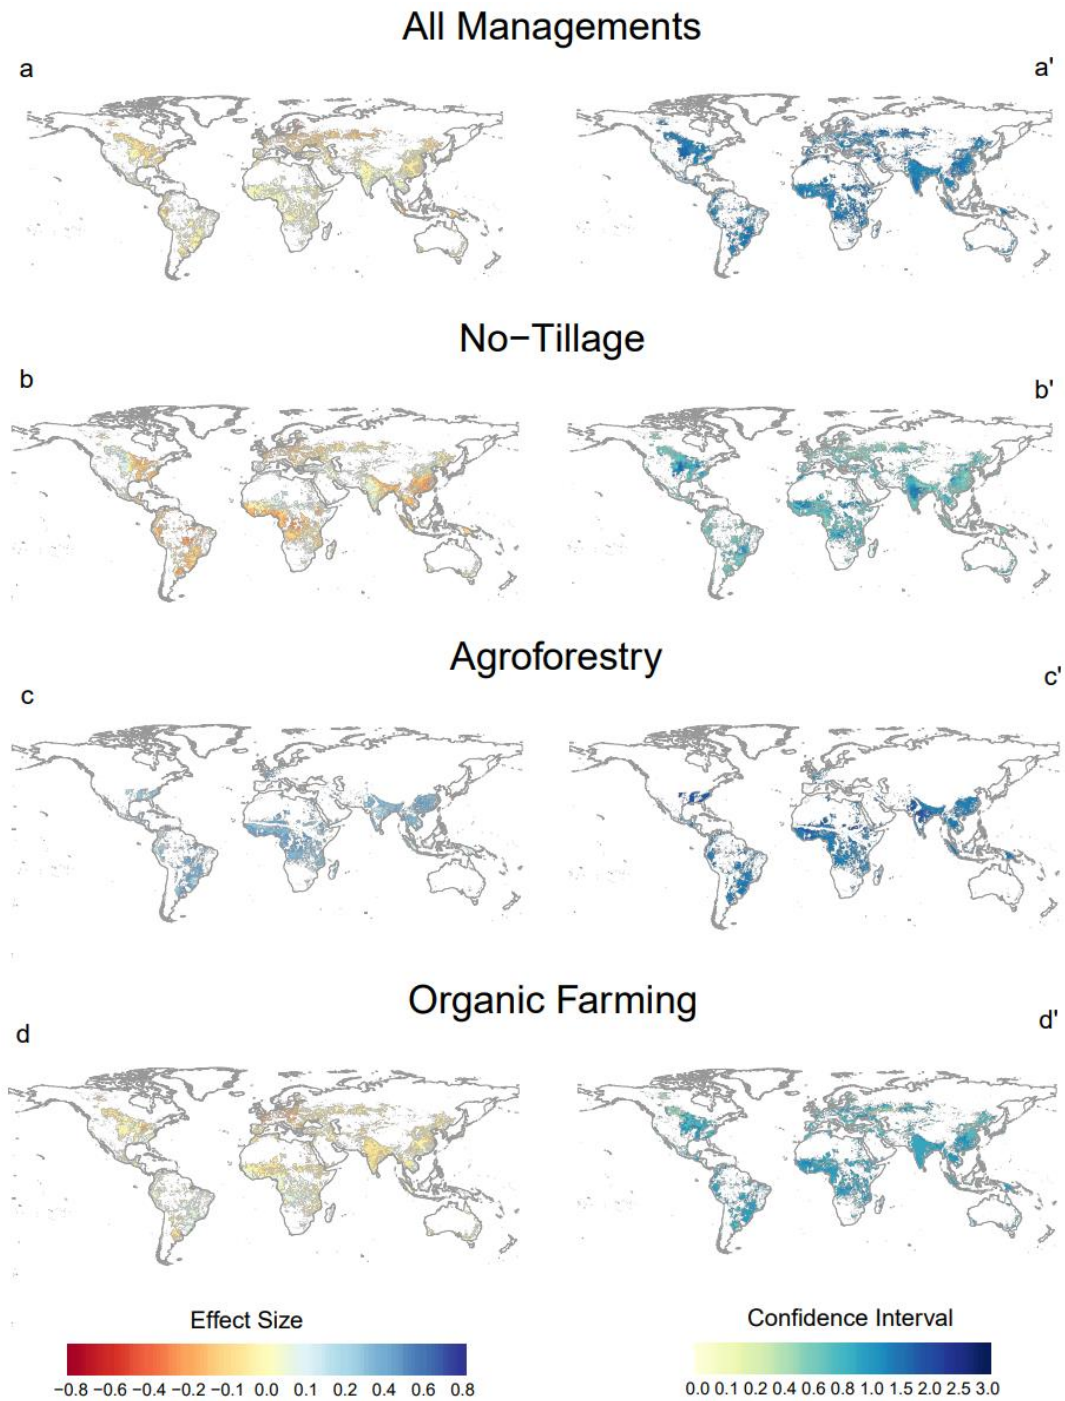 All Managements
a
a'
No−Tillage
b
b'
Agroforestry
c
c'
Organic Farming
d
d'
Effect Size
−0.8 −0.6 −0.4 −0.2 −0.1 0.0 0.1 0.2 0.4 0.6 0.8
Confidence Interval
0.0 0.1 0.2 0.4 0.6 0.8 1.0 1.5 2.0 2.5 3.0